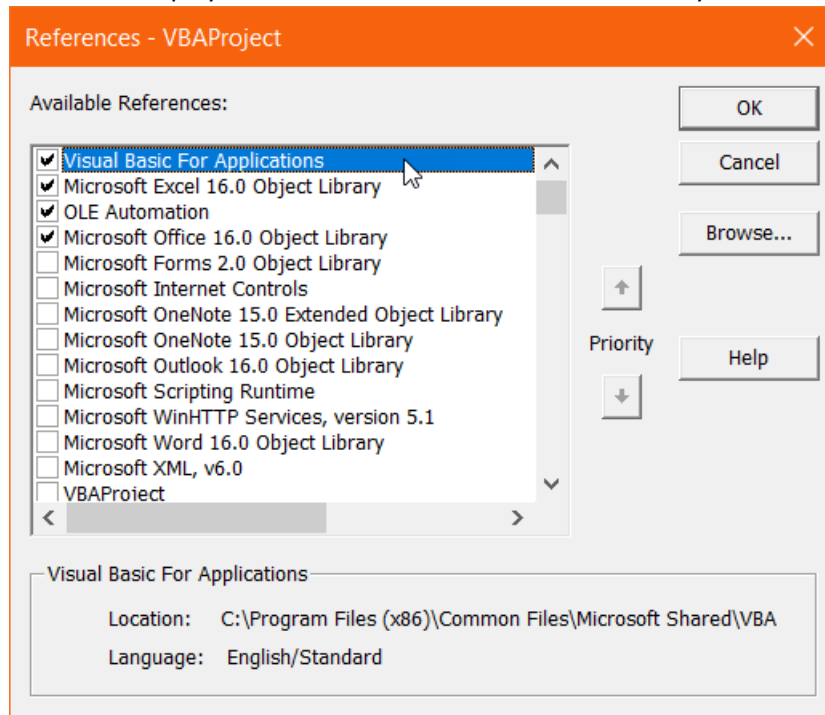 References - VBAProject
Available References:
OK
Visual Basic For Applications
Cancel
Microsoft Excel 16.0 Object Library
OLE Automation
Microsoft Office 16.0 Object Library
Browse...
Microsoft Forms 2.0 Object Library
Microsoft Internet Controls
Microsoft OneNote 15.0 Extended Object Library
Microsoft OneNote 15.0 Object Library
Priority
Microsoft Outlook 16.0 Object Library
Help
Microsoft Scripting Runtime
Microsoft WinHTTP Services, version 5.1
Microsoft Word 16.0 Object Library
Microsoft XML, v6.0
VBAProject
Visual Basic For Applications
Location: C:\Program Files (x86)\Common Files\Microsoft Shared\VBA
Language: English/Standard